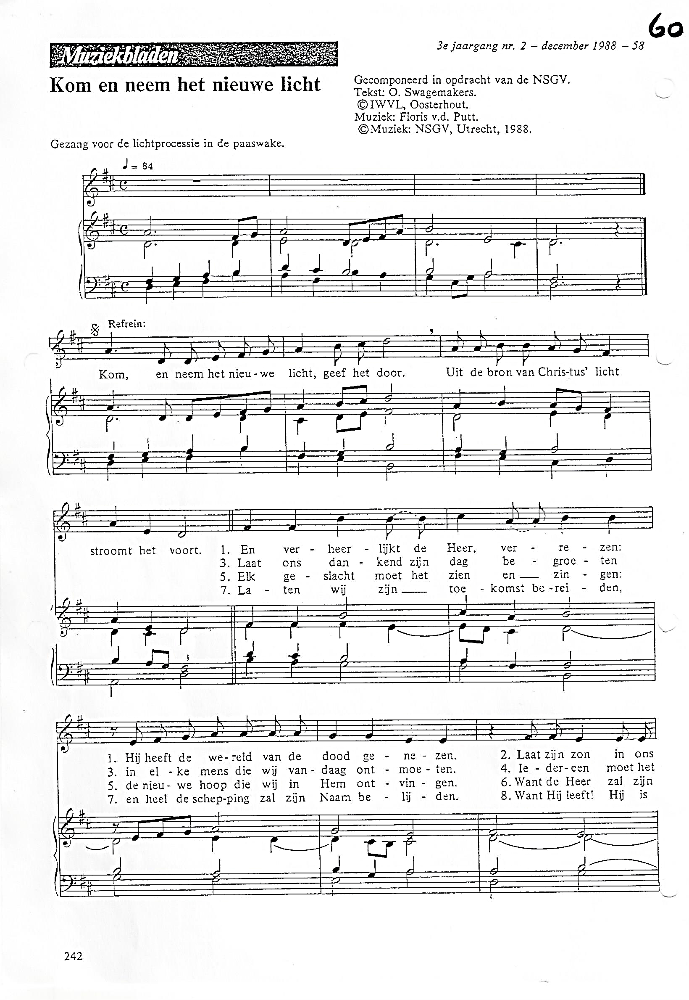 60
Muziekbladen
3e jaargang nr. 2 – december 1988 – 58
Kom en neem het nieuwe licht
Gecomponeerd in opdracht van de NSGV.
Tekst: O. Swagemakers.
©IWVL, Oosterhout.
Muziek: Floris v.d. Putt.
©Muziek: NSGV, Utrecht, 1988.
Gezang voor de lichtprocessie in de paaswake.
♩ = 84
Refrein:
Kom, en neem het nieu-we licht, geef het door. Uit de bron van Chris-tus’ licht
stroomt het voort. 1. En ver - heer - lijkt de Heer, ver - re - zen:
3. Laat ons dan - kend zijn dag be - groe - ten
5. Elk ge - slacht moet het zien en __ zin - gen:
7. La - ten wij zijn __ toe - komst be-rei - den,
1. Hij heeft de we-reld van de dood ge - ne - zen. 2. Laat zijn zon in ons
3. in el - ke mens die wij van - daag ont - moe - ten. 4. Ie - der-een moet het
5. de nieu - we hoop die wij in Hem ont - vin - gen. 6. Want de Heer zal zijn
7. en heel de schep-ping zal zijn Naam be - lij - den. 8. Want Hij leeft! Hij is
242